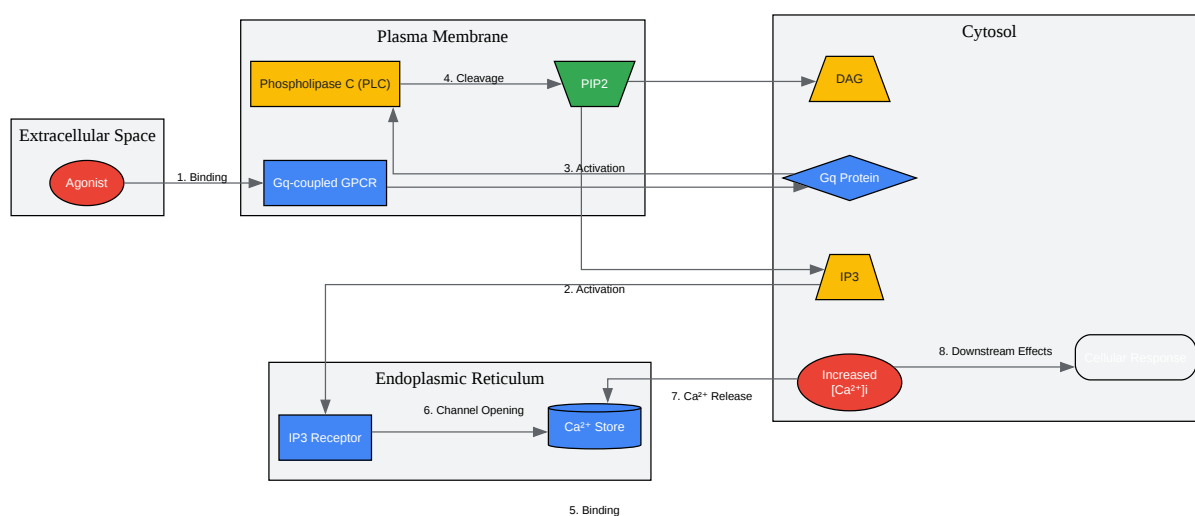 Plasma Membrane
Cytosol
Phospholipase C (PLC)
4. Cleavage
PIP2
DAG
Extracellular Space
Agonist
1. Binding
Gq-coupled GPCR
3. Activation
Gq Protein
IP3
2. Activation
Endoplasmic Reticulum
IP3 Receptor
6. Channel Opening
Ca²⁺ Store
7. Ca²⁺ Release
Increased
[Ca²⁺]i
8. Downstream Effects
Cellular Response
5. Binding